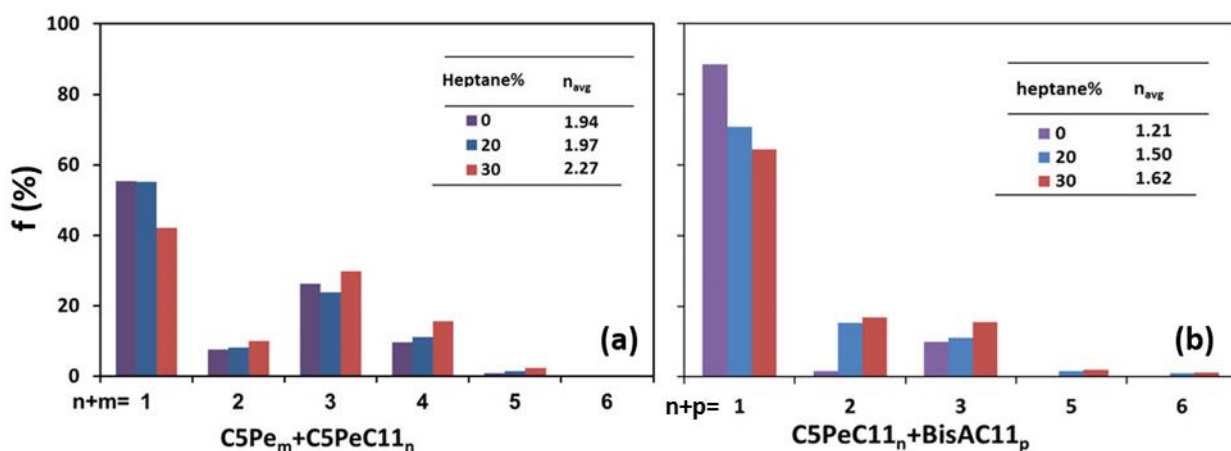 100
80
60
40
20
0
f (%)
Heptane% n_avg
0 1.94
20 1.97
30 2.27
(a)
n+m= 1 2 3 4 5 6
C5Pe_m+C5PeC11_n
heptane% n_avg
0 1.21
20 1.50
30 1.62
(b)
n+p= 1 2 3 5 6
C5PeC11_n+BisAC11_p